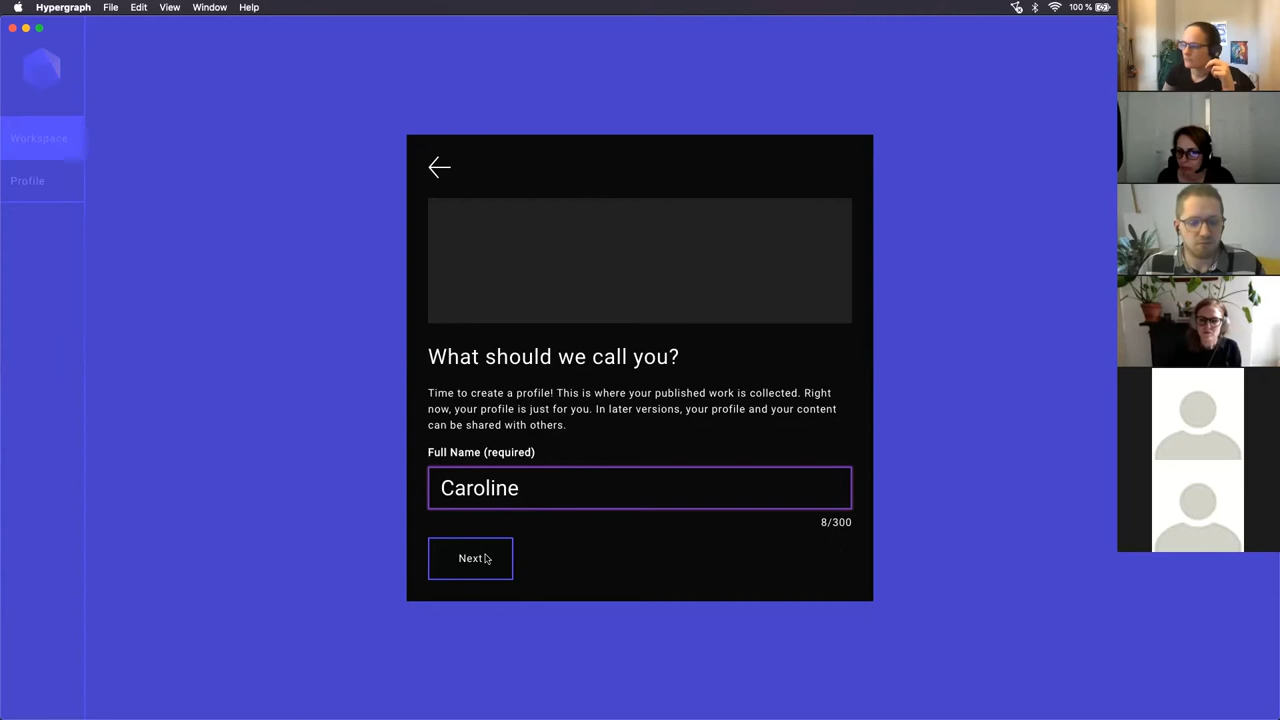 Hypergraph File Edit View Window Help
100 %
Workspace
Profile
What should we call you?
Time to create a profile! This is where your published work is collected. Right
now, your profile is just for you. In later versions, your profile and your content
can be shared with others.
Full Name (required)
Caroline
8/300
Next